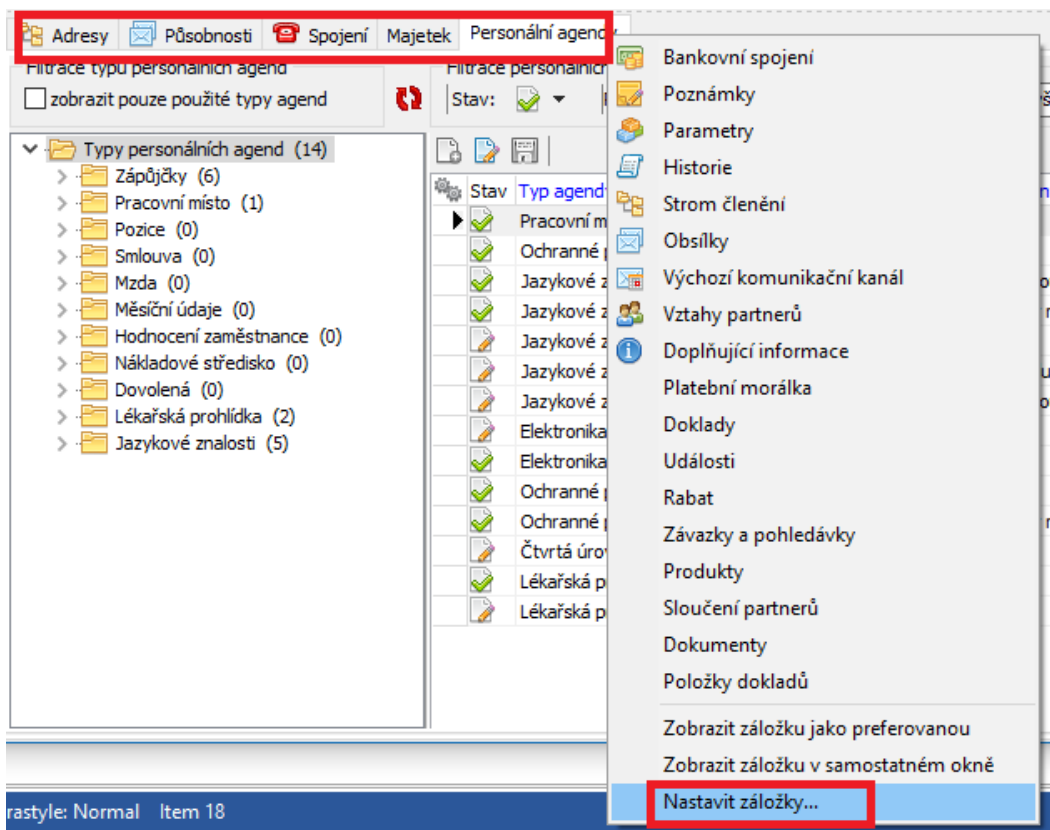 Adresy Působnosti Spojení Majetek Personální agendy
Filtrace typů personálních agend
zobrazit pouze použité typy agend
Filtrace personálních
Stav:
Typy personálních agend (14)
Zápůjčky (6)
Pracovní místo (1)
Pozice (0)
Smlouva (0)
Mzda (0)
Měsíční údaje (0)
Hodnocení zaměstnance (0)
Nákladové středisko (0)
Dovolená (0)
Lékařská prohlídka (2)
Jazykové znalosti (5)
Stav Typ agend
Pracovní m
Ochranné p
Jazykové z
Jazykové z
Jazykové z
Jazykové z
Jazykové z
Elektronika
Elektronika
Ochranné p
Ochranné p
Čtvrtá úro
Lékařská p
Lékařská p
Bankovní spojení
Poznámky
Parametry
Historie
Strom členění
Obsílky
Výchozí komunikační kanál
Vztahy partnerů
Doplňující informace
Platební morálka
Doklady
Události
Rabat
Závazky a pohledávky
Produkty
Sloučení partnerů
Dokumenty
Položky dokladů
Zobrazit záložku jako preferovanou
Zobrazit záložku v samostatném okně
Nastavit záložky...
rastyle: Normal Item 18